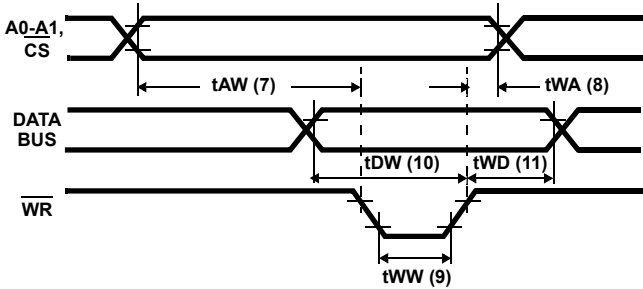 A0-A1,
CS
tAW (7)
tWA (8)
DATA
BUS
tDW (10)
tWD (11)
WR
tWW (9)